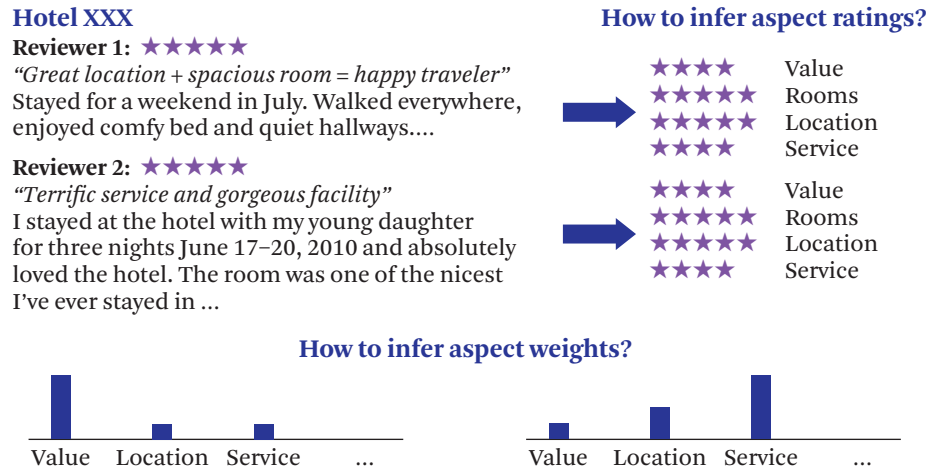 Hotel XXX
Reviewer 1: ★★★★★
“Great location + spacious room = happy traveler”
Stayed for a weekend in July. Walked everywhere,
enjoyed comfy bed and quiet hallways....
Reviewer 2: ★★★★★
“Terrific service and gorgeous facility”
I stayed at the hotel with my young daughter
for three nights June 17–20, 2010 and absolutely
loved the hotel. The room was one of the nicest
I’ve ever stayed in ...
How to infer aspect ratings?
★★★★ Value
★★★★★ Rooms
★★★★★ Location
★★★★ Service
★★★★ Value
★★★★★ Rooms
★★★★★ Location
★★★★ Service
How to infer aspect weights?
Value Location Service ...
Value Location Service ...